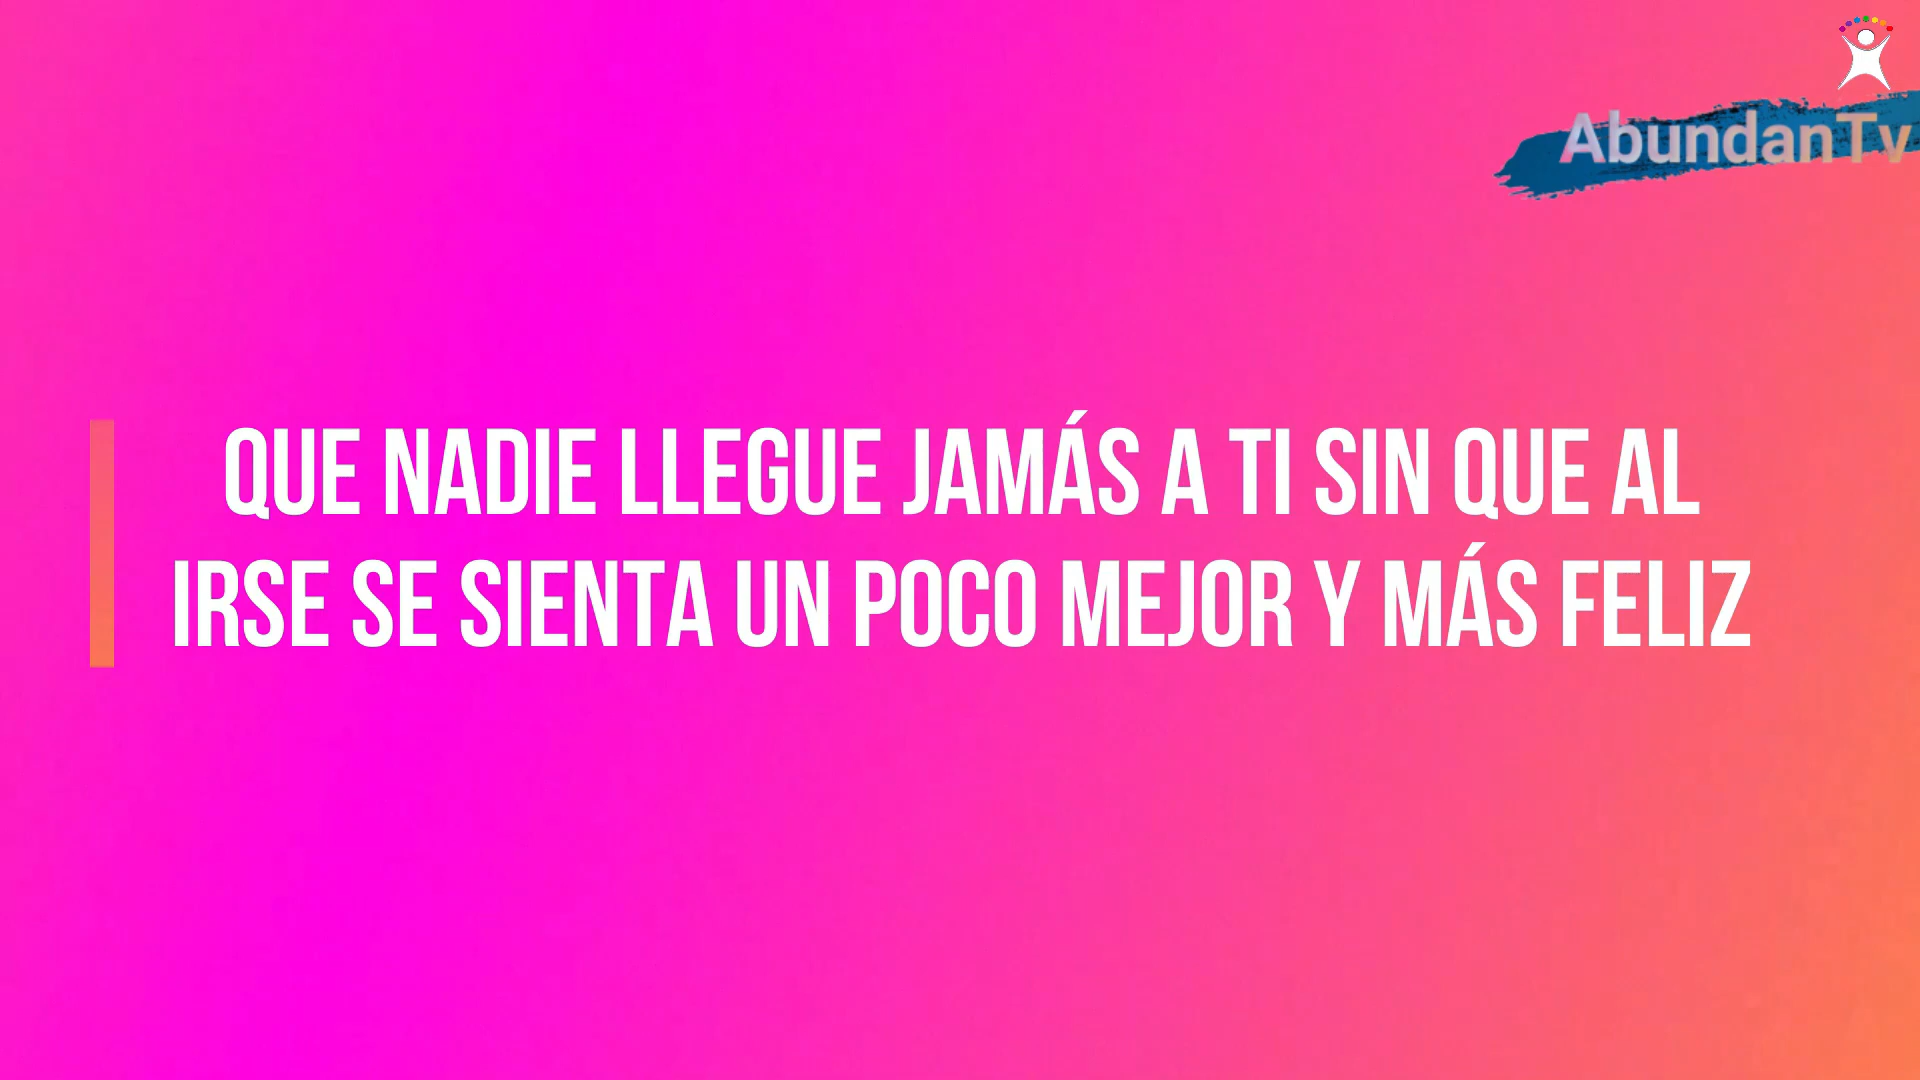 AbundanTv
QUE NADIE LLEGUE JAMÁS A TI SIN QUE AL
IRSE SE SIENTA UN POCO MEJOR Y MÁS FELIZ